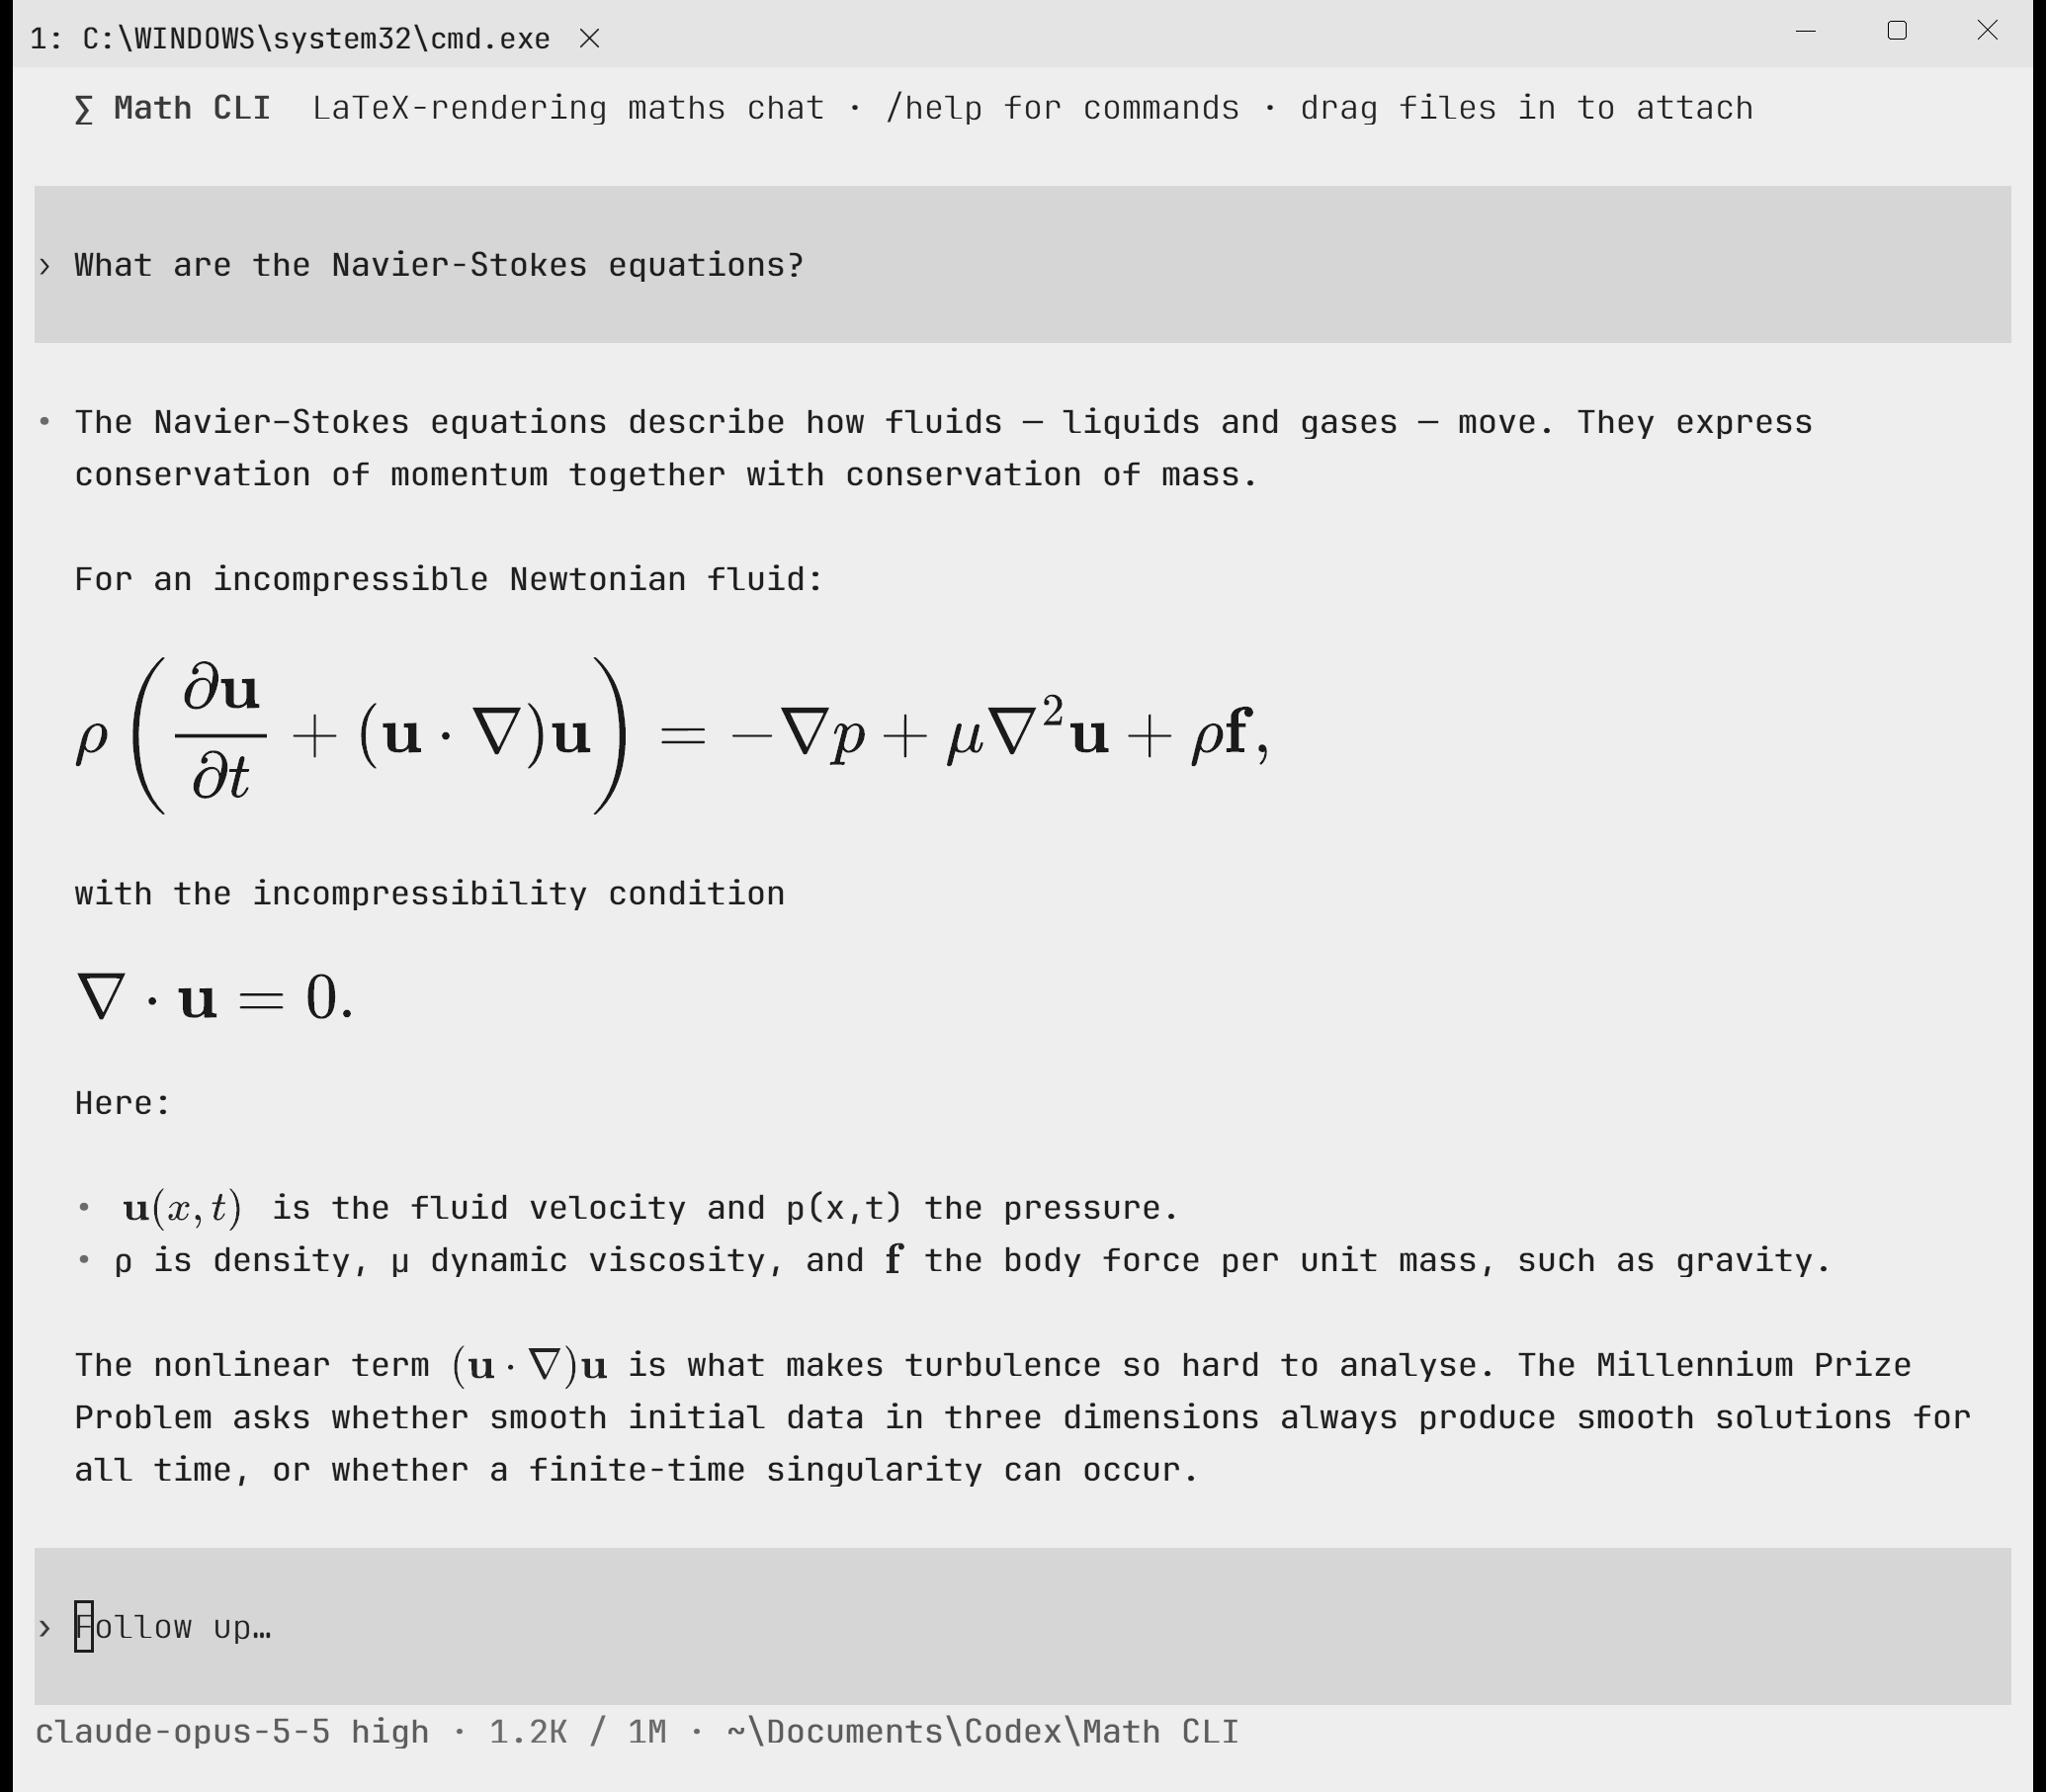 1: C:\WINDOWS\system32\cmd.exe ×
∑ Math CLI LaTeX-rendering maths chat · /help for commands · drag files in to attach
› What are the Navier-Stokes equations?
• The Navier–Stokes equations describe how fluids — liquids and gases — move. They express
conservation of momentum together with conservation of mass.
For an incompressible Newtonian fluid:
ρ(∂u/∂t + (u · ∇)u) = −∇p + μ∇²u + ρf,
with the incompressibility condition
∇ · u = 0.
Here:
• u(x, t) is the fluid velocity and p(x,t) the pressure.
• ρ is density, μ dynamic viscosity, and f the body force per unit mass, such as gravity.
The nonlinear term (u · ∇)u is what makes turbulence so hard to analyse. The Millennium Prize
Problem asks whether smooth initial data in three dimensions always produce smooth solutions for
all time, or whether a finite-time singularity can occur.
› Follow up…
claude-opus-5-5 high · 1.2K / 1M · ~\Documents\Codex\Math CLI